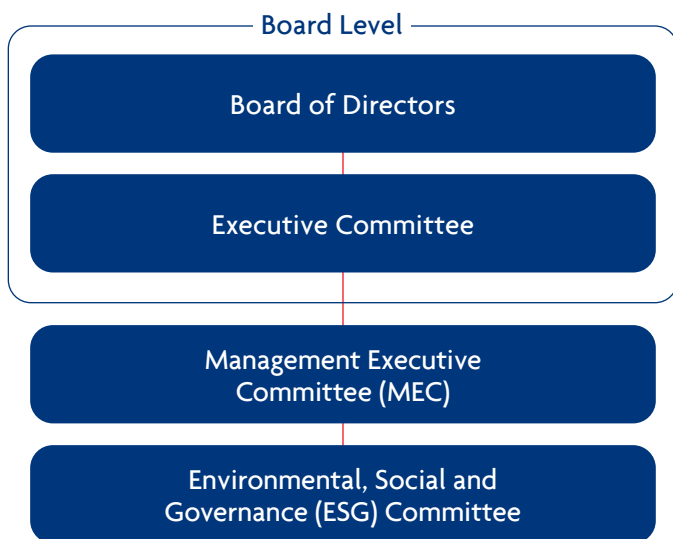 Board Level
Board of Directors
Executive Committee
Management Executive
Committee (MEC)
Environmental, Social and
Governance (ESG) Committee